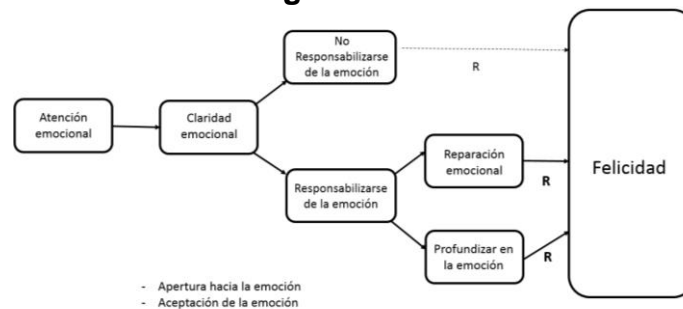 No
Responsabilizarse
de la emoción
R
Atención
emocional
Claridad
emocional
Felicidad
Reparación
emocional
R
Responsabilizarse
de la emoción
Profundizar en
la emoción
R
- Apertura hacia la emoción
- Aceptación de la emoción